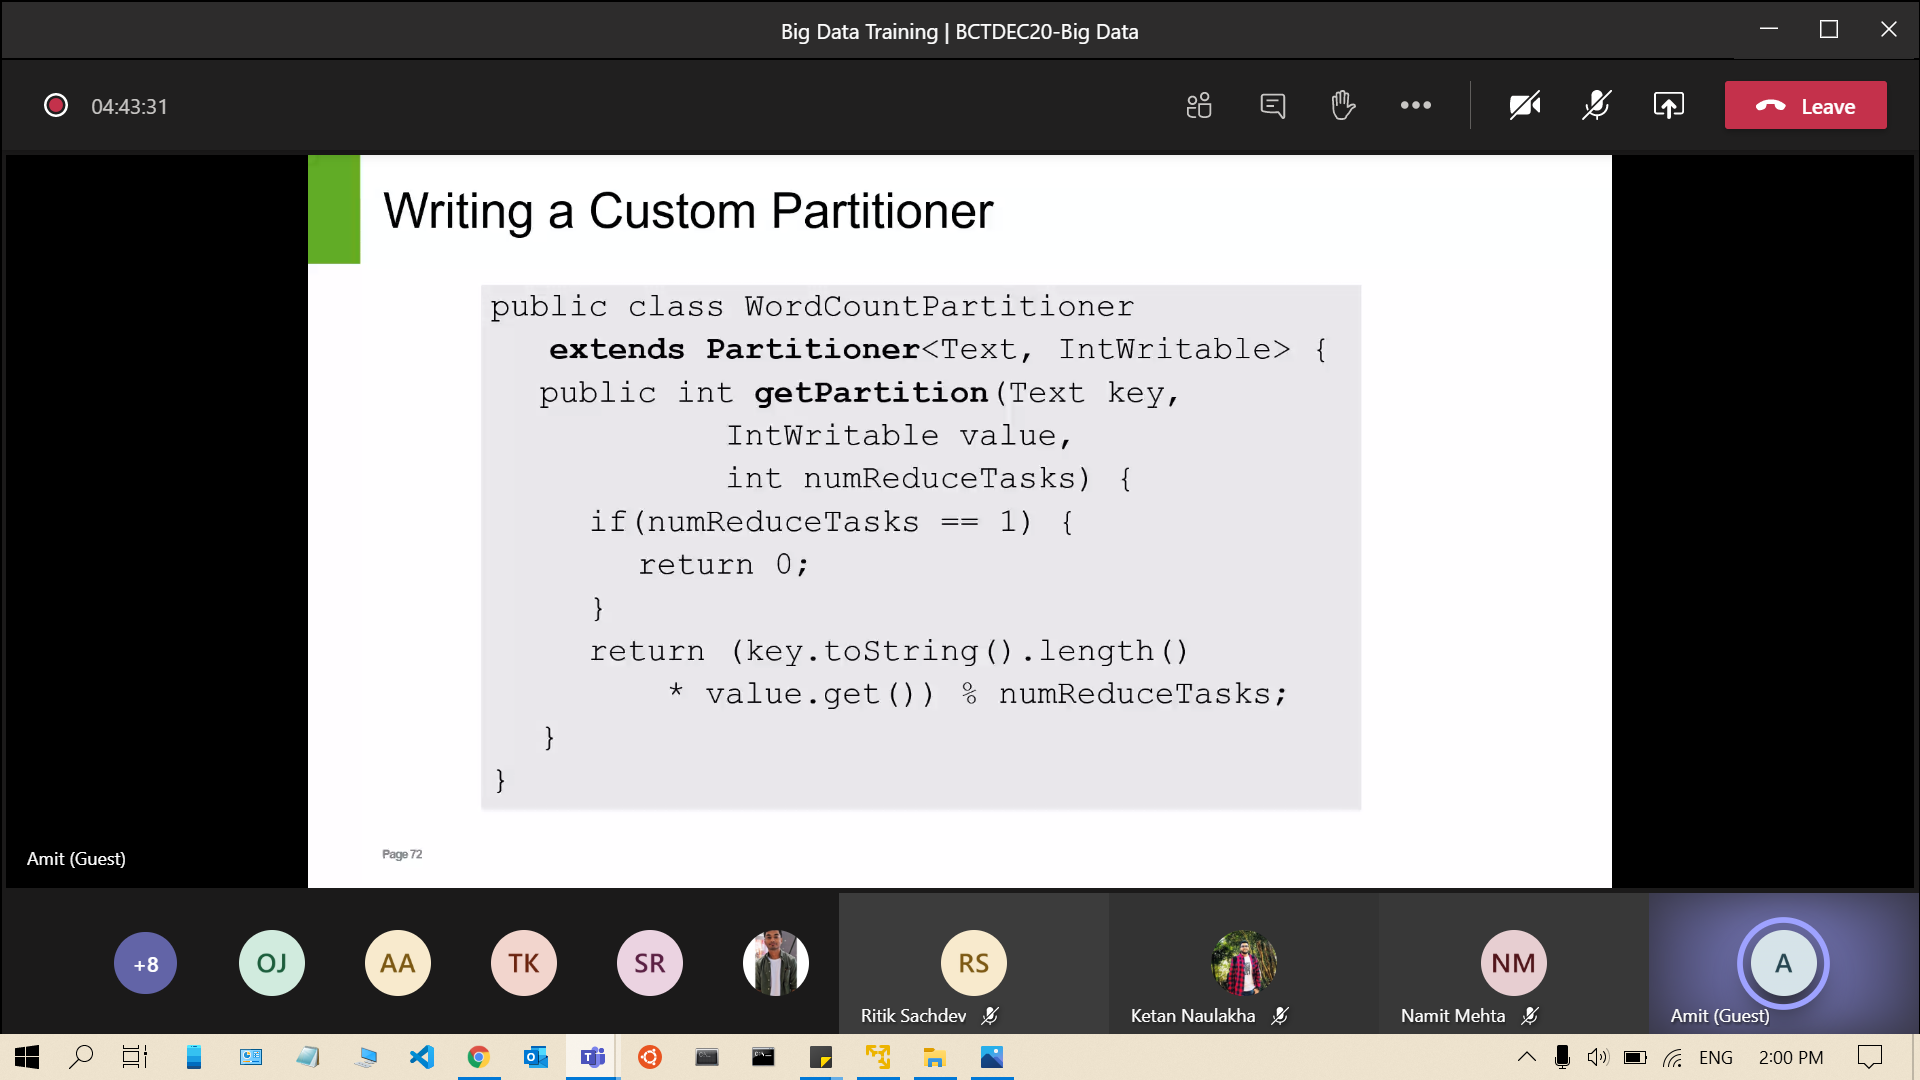 Big Data Training | BCTDEC20-Big Data
04:43:31
Leave
Writing a Custom Partitioner
public class WordCountPartitioner
extends Partitioner<Text, IntWritable> {
public int getPartition(Text key,
IntWritable value,
int numReduceTasks) {
if(numReduceTasks == 1) {
return 0;
}
return (key.toString().length()
* value.get()) % numReduceTasks;
}
}
Page 72
Amit (Guest)
+8
OJ
AA
TK
SR
RS
NM
A
Ritik Sachdev
Ketan Naulakha
Namit Mehta
Amit (Guest)
ENG
2:00 PM